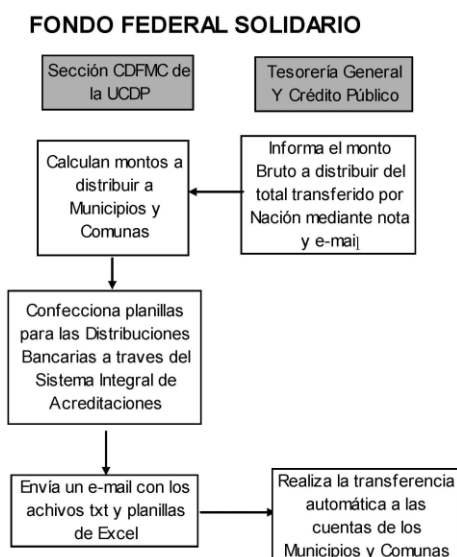 FONDO FEDERAL SOLIDARIO
Sección CDFMC de
la UCDP
Tesorería General
Y Crédito Público
Informa el monto
Bruto a distribuir del
total transferido por
Nación mediante nota
y e-mail
Calculan montos a
distribuir a
Municipios y
Comunas
Confecciona planillas
para las Distribuciones
Bancarias a traves del
Sistema Integral de
Acreditaciones
Envía un e-mail con los
achivos txt y planillas
de Excel
Realiza la transferencia
automática a las
cuentas de los
Municipios y Comunas